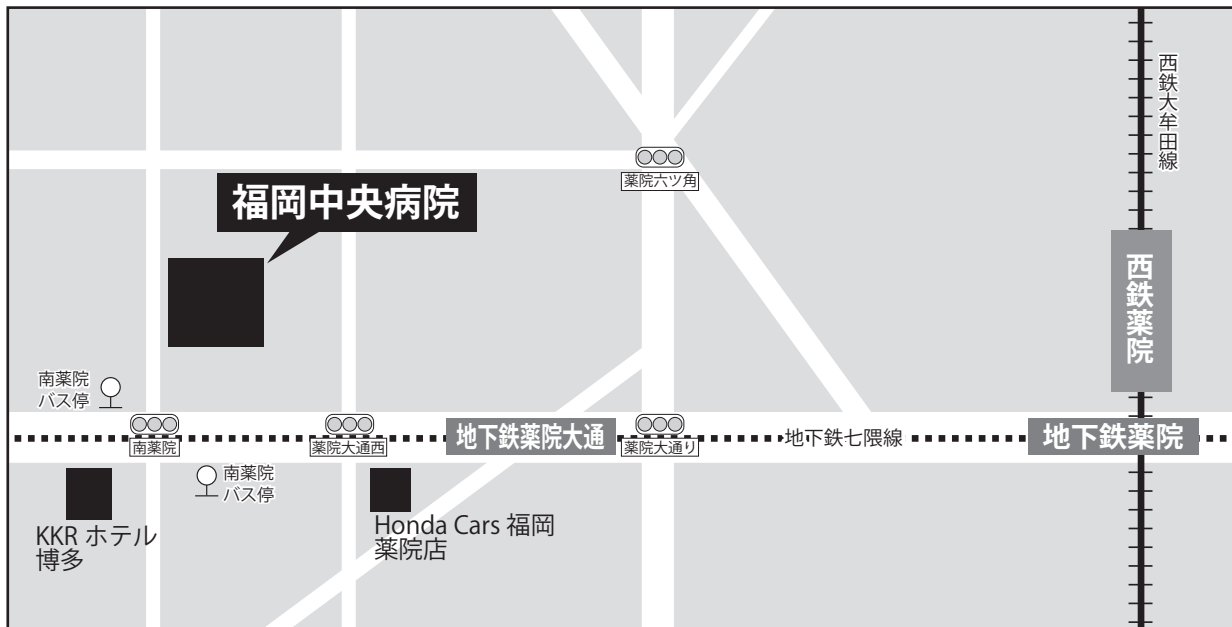 西鉄大牟田線
薬院六ツ角
福岡中央病院
西鉄薬院
南薬院
バス停
南薬院
薬院大通西
地下鉄薬院大通
薬院大通り
地下鉄七隈線
地下鉄薬院
南薬院
バス停
KKR ホテル
博多
Honda Cars 福岡
薬院店